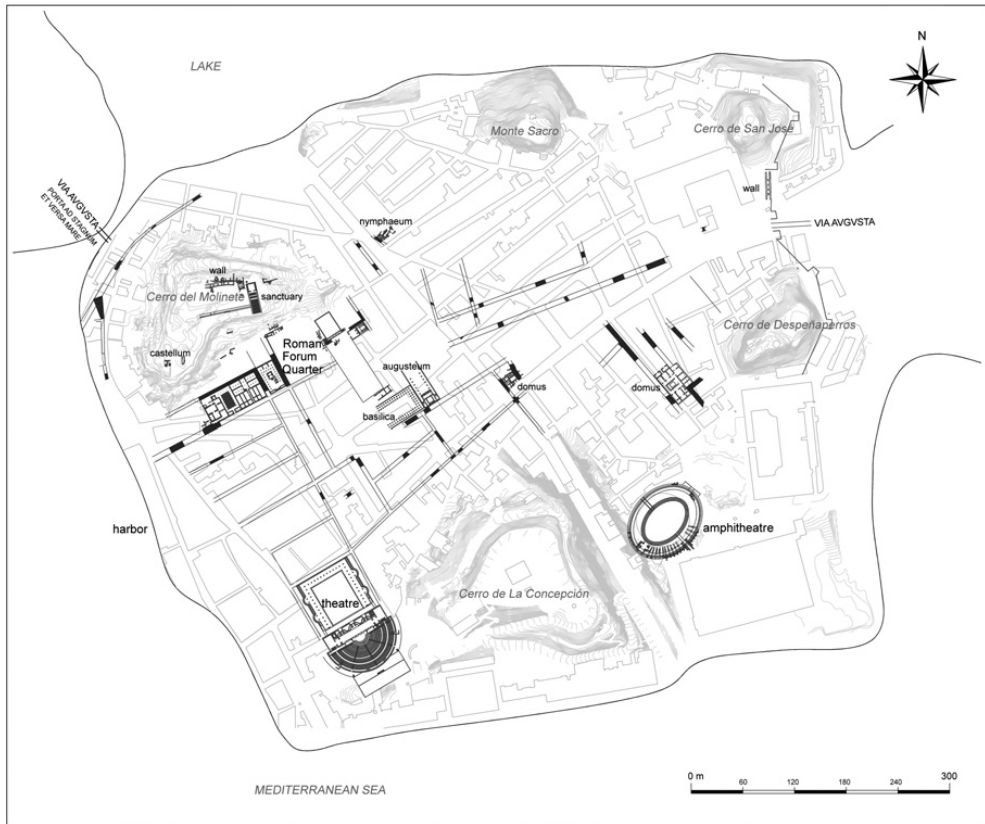 LAKE
N
Monte Sacro
Cerro de San José
wall
VIA AVGVSTA
PORTA AD STAGNUM
ET VERSA MARE
nymphaeum
VIA AVGVSTA
wall
Cerro del Molinete
sanctuary
castellum
Roman
Forum
Quarter
augusteum
basilica
domus
domus
Cerro de Despeñaperros
harbor
amphitheatre
theatre
Cerro de La Concepción
MEDITERRANEAN SEA
0 m
60
120
180
240
300